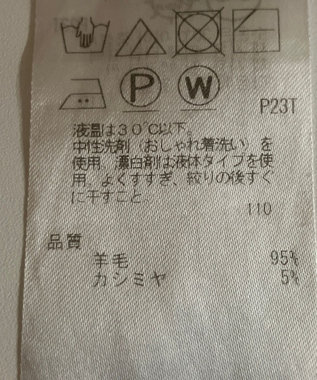 P W
P23T
液温は30℃以下。
中性洗剤（おしゃれ着洗い）を
使用、漂白剤は液体タイプを使
用、よくすすぎ、絞りの後すぐ
に干すこと。
110
品質
羊毛 95%
カシミヤ 5%